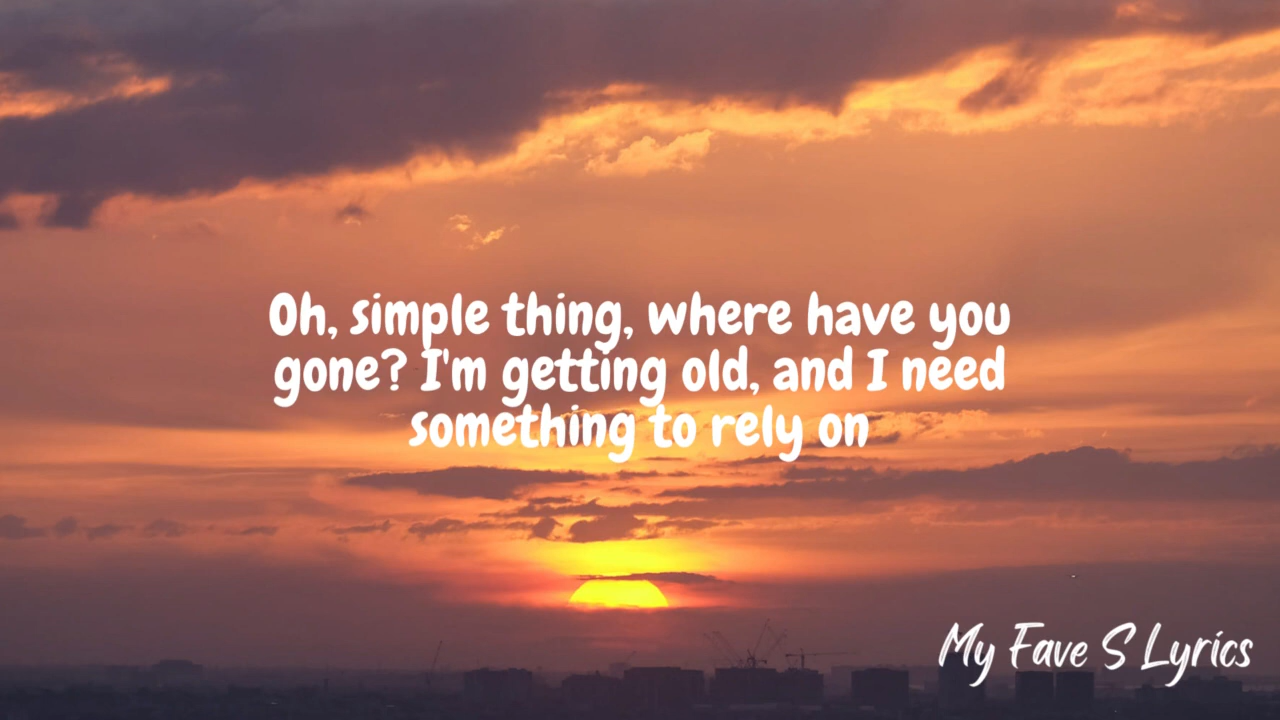 Oh, simple thing, where have you
gone? I'm getting old, and I need
something to rely on
My Fave S Lyrics